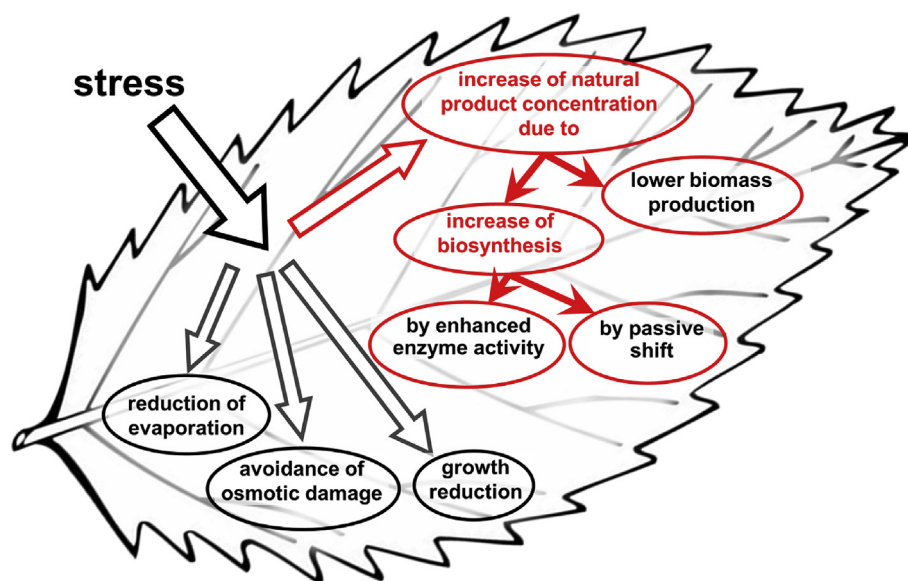 stress
increase of natural
product concentration
due to
lower biomass
production
increase of
biosynthesis
by enhanced
enzyme activity
by passive
shift
reduction of
evaporation
avoidance of
osmotic damage
growth
reduction